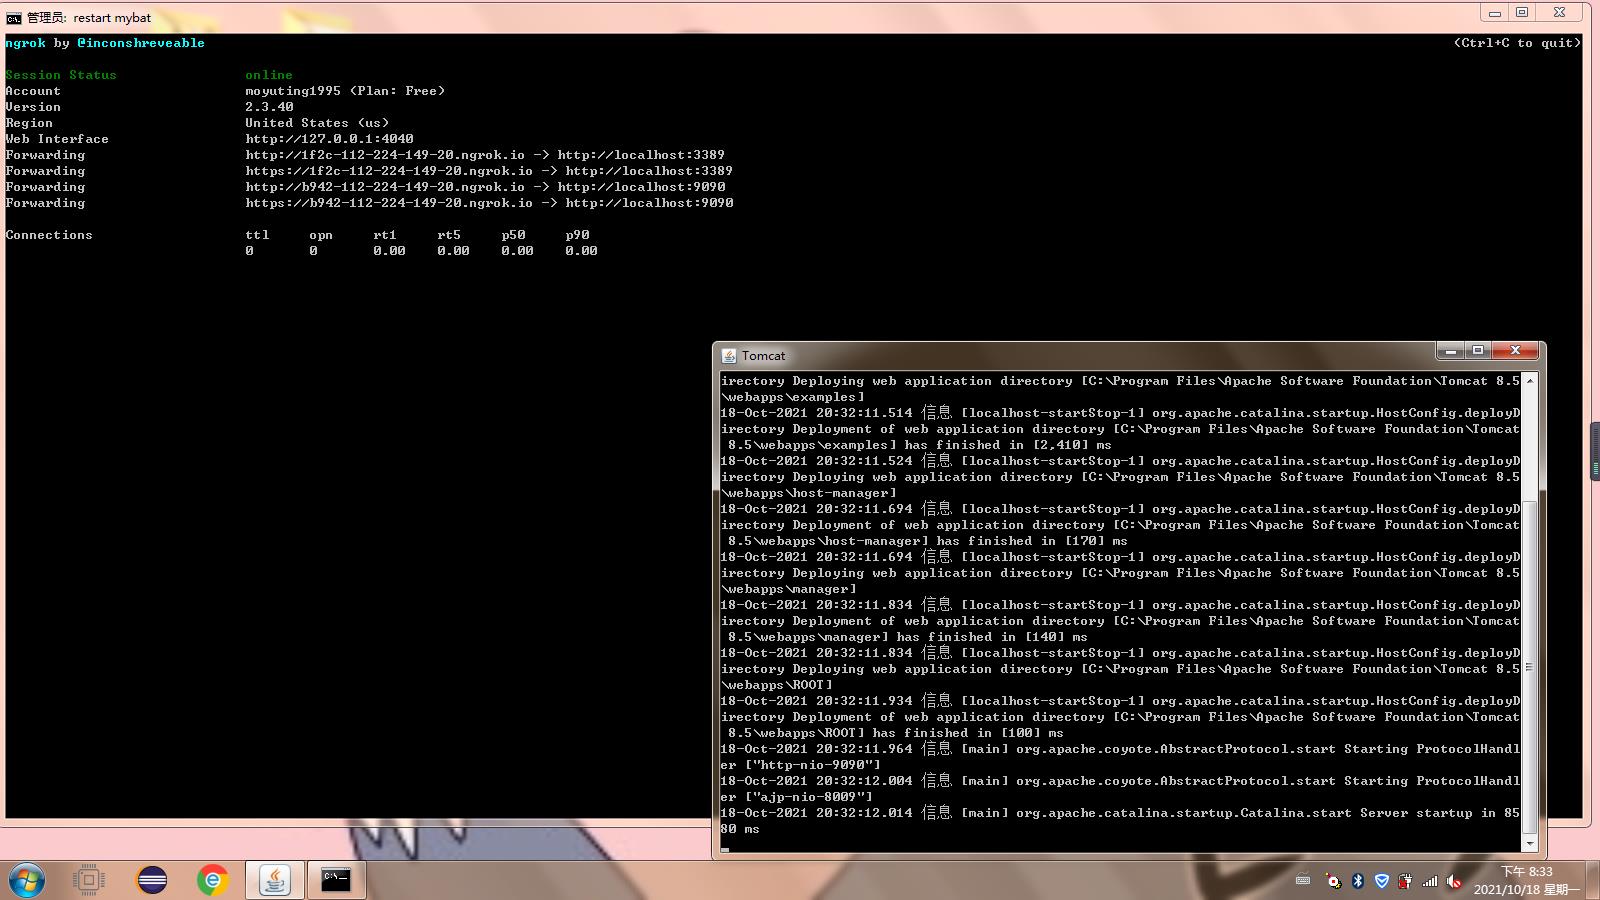 管理员: restart mybat
ngrok by @inconshreveable (Ctrl+C to quit)
Session Status online
Account moyuting1995 (Plan: Free)
Version 2.3.40
Region United States (us)
Web Interface http://127.0.0.1:4040
Forwarding http://1f2c-112-224-149-20.ngrok.io -> http://localhost:3389
Forwarding https://1f2c-112-224-149-20.ngrok.io -> http://localhost:3389
Forwarding http://b942-112-224-149-20.ngrok.io -> http://localhost:9090
Forwarding https://b942-112-224-149-20.ngrok.io -> http://localhost:9090
Connections ttl opn rt1 rt5 p50 p90
0 0 0.00 0.00 0.00 0.00
Tomcat
irectory Deploying web application directory [C:\Program Files\Apache Software Foundation\Tomcat 8.5
\webapps\examples]
18-Oct-2021 20:32:11.514 信息 [localhost-startStop-1] org.apache.catalina.startup.HostConfig.deployD
irectory Deployment of web application directory [C:\Program Files\Apache Software Foundation\Tomcat
8.5\webapps\examples] has finished in [2,410] ms
18-Oct-2021 20:32:11.524 信息 [localhost-startStop-1] org.apache.catalina.startup.HostConfig.deployD
irectory Deploying web application directory [C:\Program Files\Apache Software Foundation\Tomcat 8.5
\webapps\host-manager]
18-Oct-2021 20:32:11.694 信息 [localhost-startStop-1] org.apache.catalina.startup.HostConfig.deployD
irectory Deployment of web application directory [C:\Program Files\Apache Software Foundation\Tomcat
8.5\webapps\host-manager] has finished in [170] ms
18-Oct-2021 20:32:11.694 信息 [localhost-startStop-1] org.apache.catalina.startup.HostConfig.deployD
irectory Deploying web application directory [C:\Program Files\Apache Software Foundation\Tomcat 8.5
\webapps\manager]
18-Oct-2021 20:32:11.834 信息 [localhost-startStop-1] org.apache.catalina.startup.HostConfig.deployD
irectory Deployment of web application directory [C:\Program Files\Apache Software Foundation\Tomcat
8.5\webapps\manager] has finished in [140] ms
18-Oct-2021 20:32:11.834 信息 [localhost-startStop-1] org.apache.catalina.startup.HostConfig.deployD
irectory Deploying web application directory [C:\Program Files\Apache Software Foundation\Tomcat 8.5
\webapps\ROOT]
18-Oct-2021 20:32:11.934 信息 [localhost-startStop-1] org.apache.catalina.startup.HostConfig.deployD
irectory Deployment of web application directory [C:\Program Files\Apache Software Foundation\Tomcat
8.5\webapps\ROOT] has finished in [100] ms
18-Oct-2021 20:32:11.964 信息 [main] org.apache.coyote.AbstractProtocol.start Starting ProtocolHandl
er ["http-nio-9090"]
18-Oct-2021 20:32:12.004 信息 [main] org.apache.coyote.AbstractProtocol.start Starting ProtocolHandl
er ["ajp-nio-8009"]
18-Oct-2021 20:32:12.014 信息 [main] org.apache.catalina.startup.Catalina.start Server startup in 85
80 ms
C:\_
下午 8:33
2021/10/18 星期一